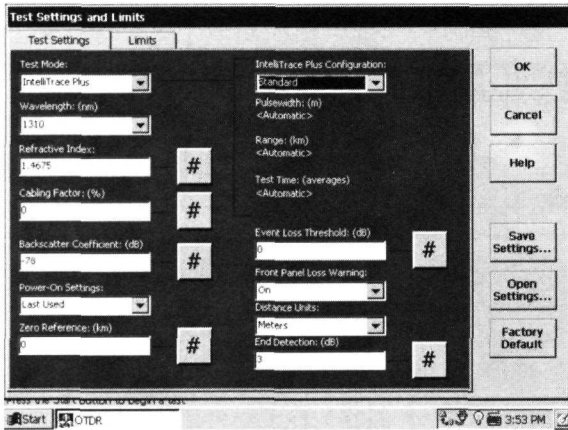 Test Settings and Limits
Test Settings
Limits
Test Mode:
IntelliTrace Plus
Wavelength: (nm)
1310
Refractive Index:
1.4675
#
Cabling Factor: (%)
0
#
Backscatter Coefficient: (dB)
-78
#
Power-On Settings:
Last Used
Zero Reference: (km)
0
#
IntelliTrace Plus Configuration:
Standard
Pulsewidth: (m)
<Automatic>
Range: (km)
<Automatic>
Test Time: (averages)
<Automatic>
Event Loss Threshold: (dB)
0
#
Front Panel Loss Warning:
On
Distance Units:
Meters
End Detection: (dB)
3
#
OK
Cancel
Help
Save
Settings...
Open
Settings...
Factory
Default
Press the Start button to begin a test
Start
OTDR
3:53 PM